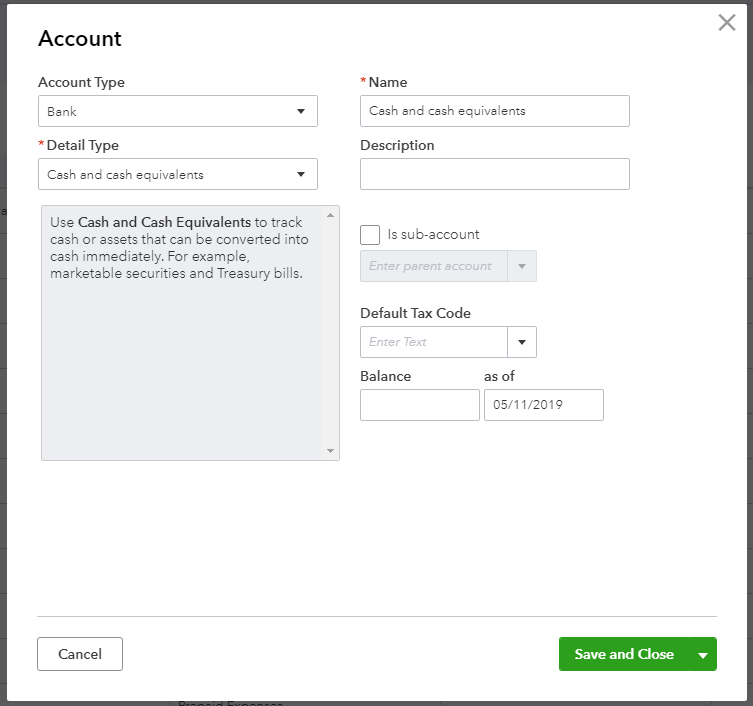 Account
Account Type
Bank
* Name
Cash and cash equivalents
* Detail Type
Cash and cash equivalents
Description
Use Cash and Cash Equivalents to track
cash or assets that can be converted into
cash immediately. For example,
marketable securities and Treasury bills.
Is sub-account
Enter parent account
Default Tax Code
Enter Text
Balance
as of
05/11/2019
Cancel
Save and Close
Prepaid Expenses